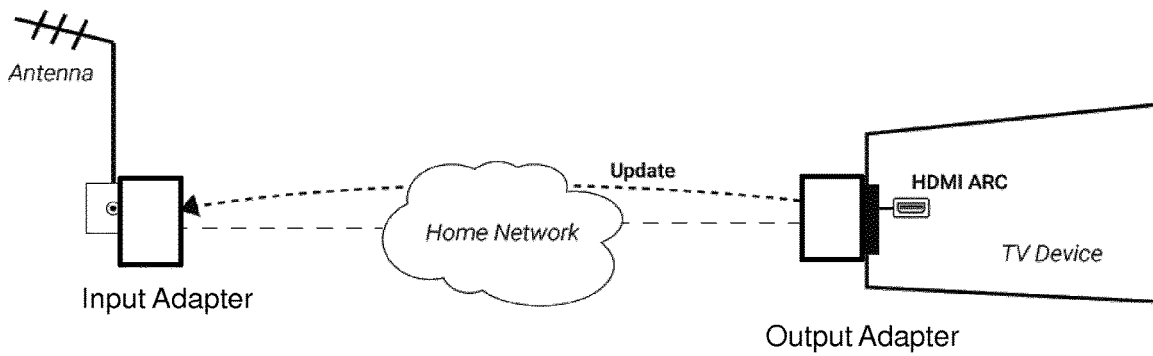 Antenna
Update
HDMI ARC
Home Network
TV Device
Input Adapter
Output Adapter